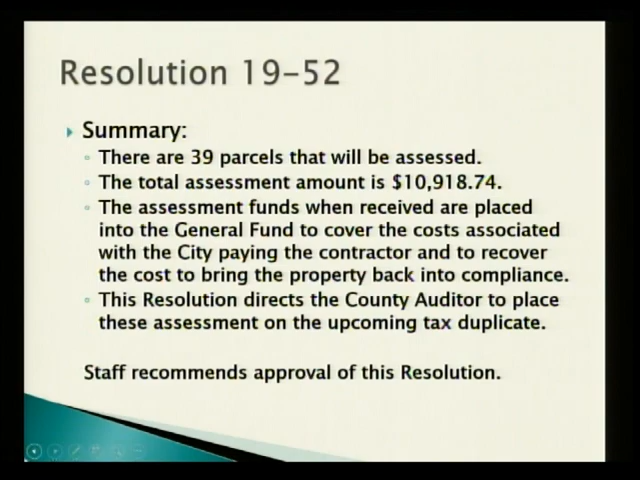 Resolution 19-52
Summary:
There are 39 parcels that will be assessed.
The total assessment amount is $10,918.74.
The assessment funds when received are placed
into the General Fund to cover the costs associated
with the City paying the contractor and to recover
the cost to bring the property back into compliance.
This Resolution directs the County Auditor to place
these assessment on the upcoming tax duplicate.
Staff recommends approval of this Resolution.